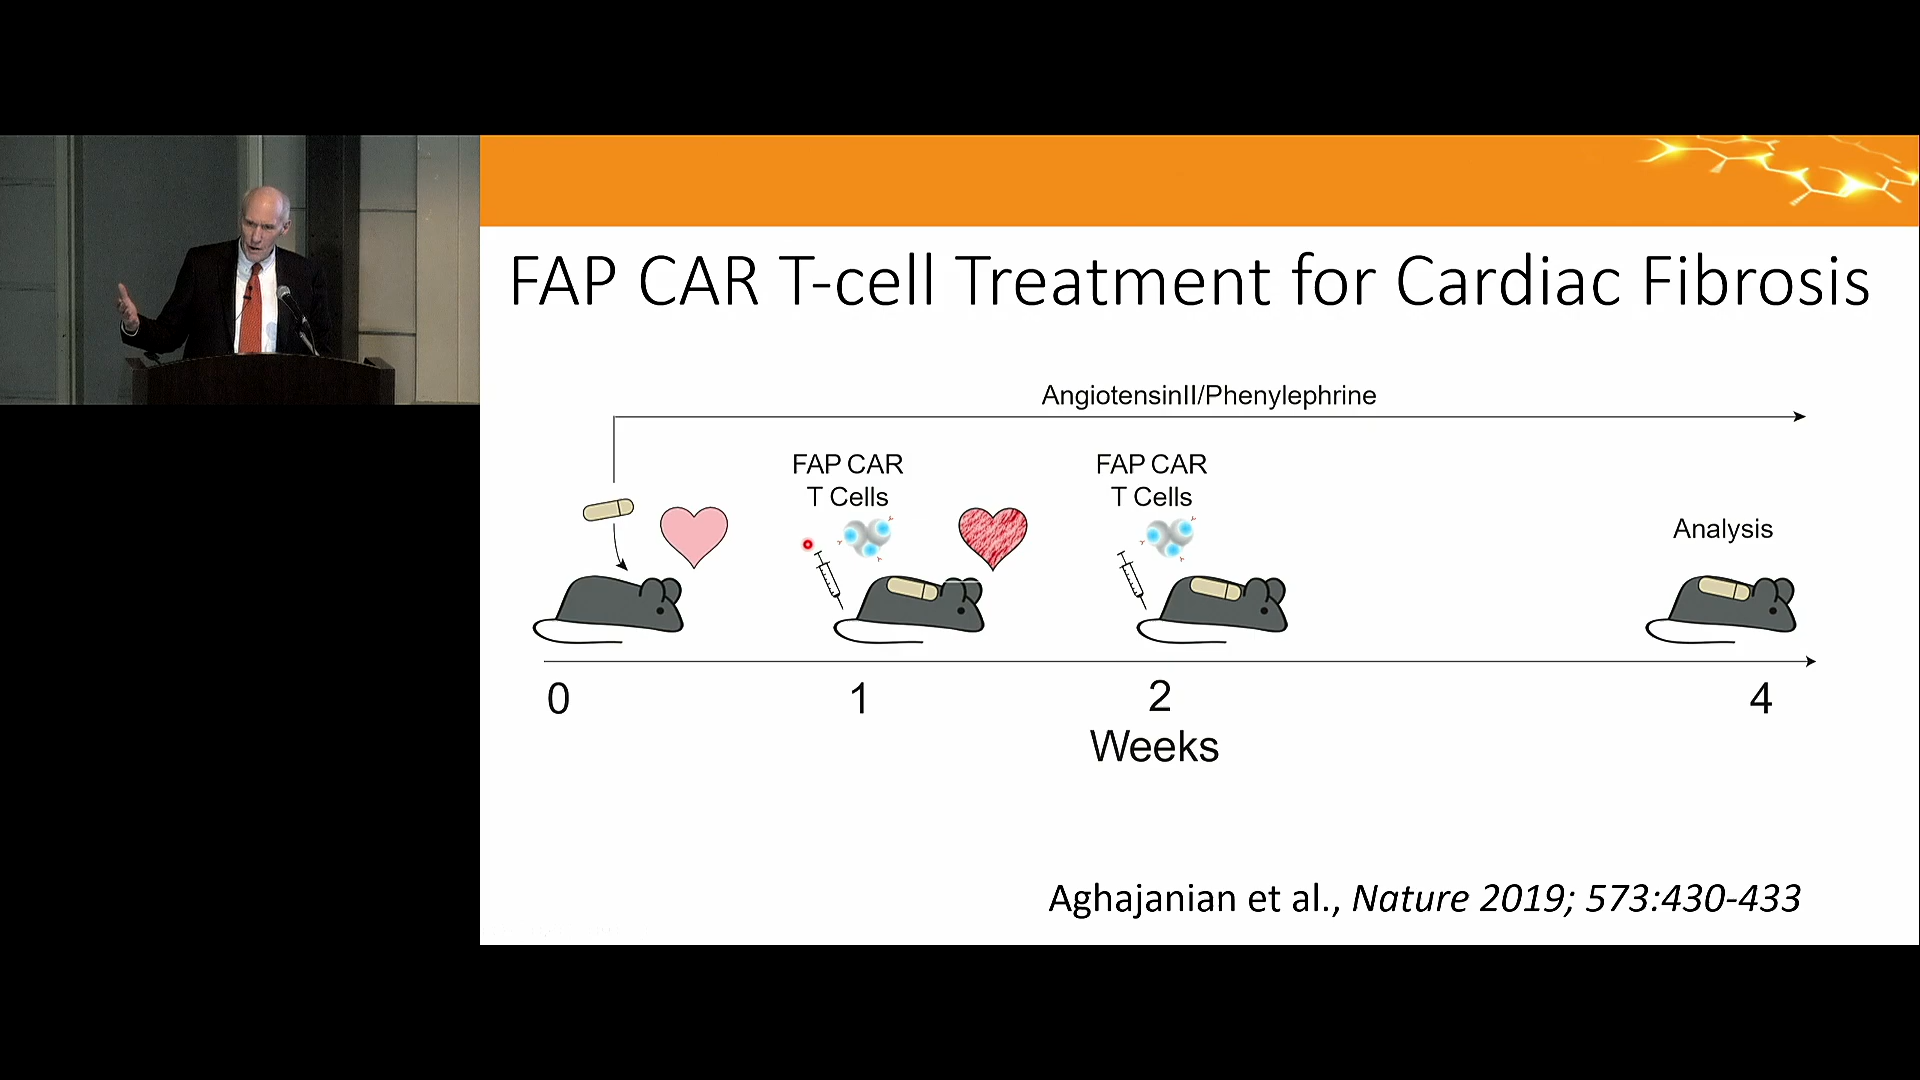 FAP CAR T-cell Treatment for Cardiac Fibrosis
AngiotensinII/Phenylephrine
FAP CAR
T Cells
FAP CAR
T Cells
Analysis
0 1 2 4
Weeks
Aghajanian et al., Nature 2019; 573:430-433